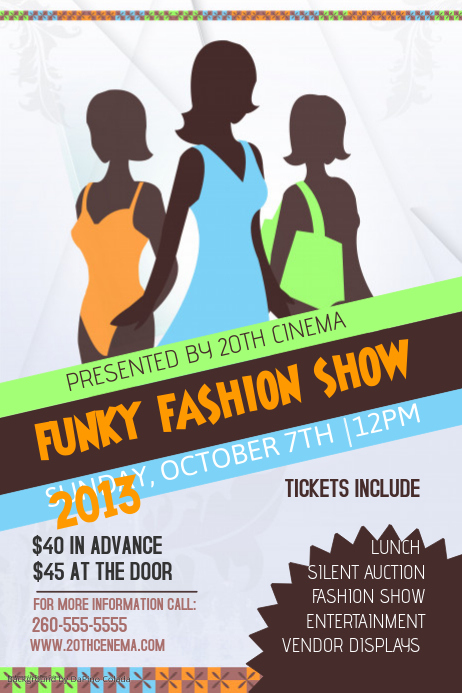 PRESENTED BY 20TH CINEMA
FUNKY FASHION SHOW
SUNDAY, OCTOBER 7TH |12PM
2013
TICKETS INCLUDE
$40 IN ADVANCE
$45 AT THE DOOR
FOR MORE INFORMATION CALL:
260-555-5555
WWW.20THCENEMA.COM
LUNCH
SILENT AUCTION
FASHION SHOW
ENTERTAINMENT
VENDOR DISPLAYS